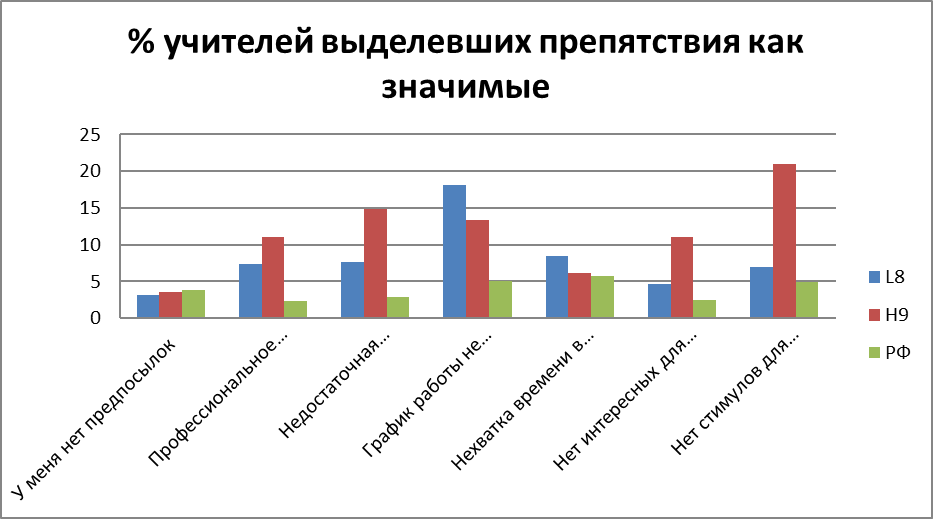 % учителей выделевших препятствия как
значимые
25
20
15
10
5
0
У меня нет предпосылок
Профессиональное...
Недостаточная...
График работы не...
Нехватка времени в...
Нет интересных для...
Нет стимулов для...
L8
H9
РФ